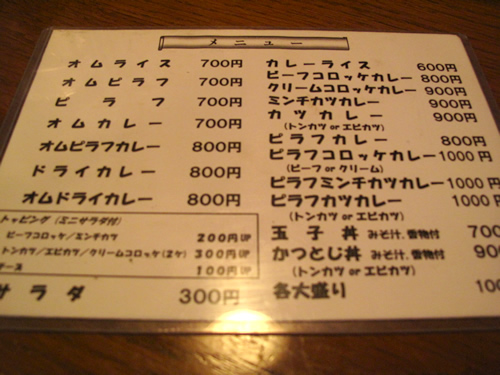 メニュー
オムライス 700円
オムピラフ 700円
ピラフ 700円
オムカレー 700円
オムピラフカレー 800円
ドライカレー 800円
オムドライカレー 800円
トッピング(ミニサラダ付)
ビーフコロッケ/ミンチカツ 200円UP
トンカツ/エビカツ/クリームコロッケ(2ケ) 300円UP
ース 100円UP
サラダ 300円
カレーライス 600円
ビーフコロッケカレー 800円
クリームコロッケカレー 900円
ミンチカツカレー 900円
カツカレー 900円
(トンカツ or エビカツ)
ピラフカレー 800円
ピラフコロッケカレー 1000円
(ビーフ or クリーム)
ピラフミンチカツカレー 1000円
ピラフカツカレー 1000円
(トンカツ or エビカツ)
玉子丼 みそ汁、香物付 700
かつとじ丼 みそ汁、香物付 900
(トンカツ or エビカツ)
各大盛り 100